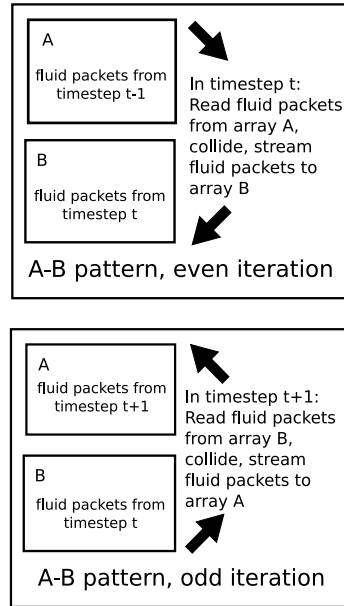 A
fluid packets from
timestep t-1
In timestep t:
Read fluid packets
from array A,
collide, stream
fluid packets to
array B
B
fluid packets from
timestep t
A-B pattern, even iteration
A
fluid packets from
timestep t+1
In timestep t+1:
Read fluid packets
from array B,
collide, stream
fluid packets to
array A
B
fluid packets from
timestep t
A-B pattern, odd iteration